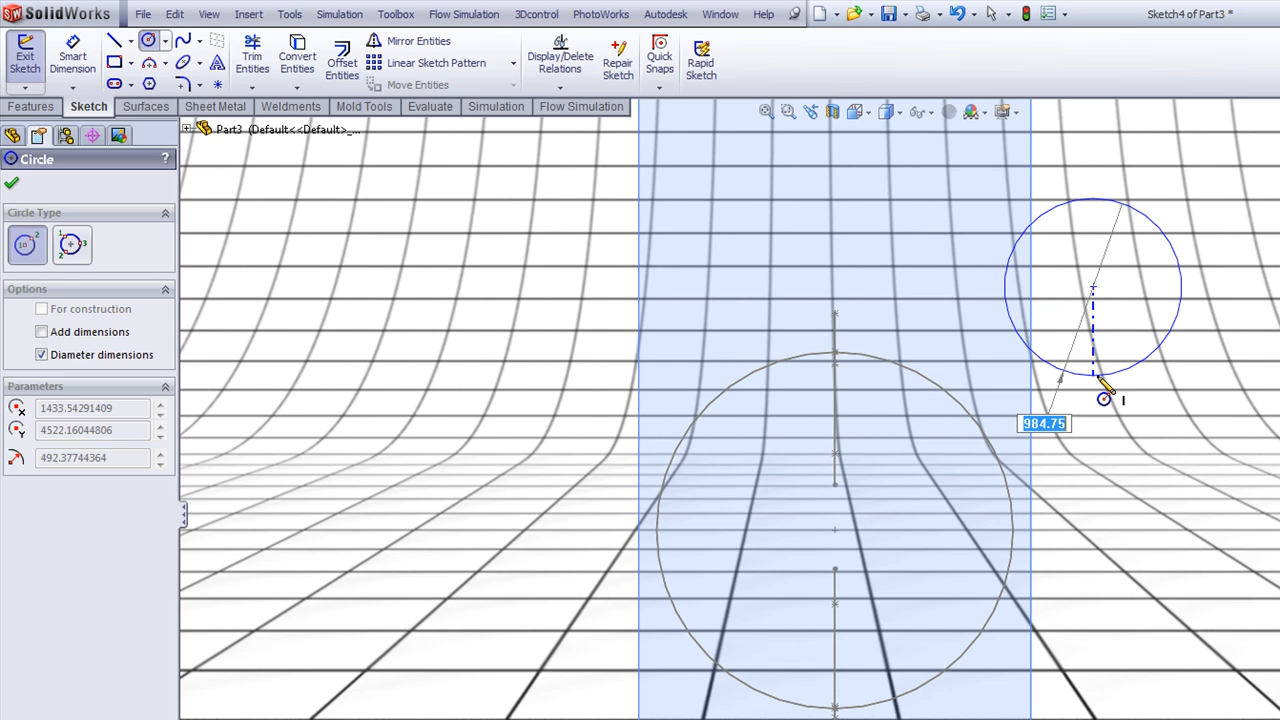 SolidWorks
File Edit View Insert Tools Simulation Toolbox Flow Simulation 3Dcontrol PhotoWorks Autodesk Window Help
Sketch4 of Part3 *
Exit Sketch
Smart Dimension
Trim Entities
Convert Entities
Offset Entities
Mirror Entities
Linear Sketch Pattern
Move Entities
Display/Delete Relations
Repair Sketch
Quick Snaps
Rapid Sketch
Features Sketch Surfaces Sheet Metal Weldments Mold Tools Evaluate Simulation Flow Simulation
Part3 (Default<<Default>_...
Circle ?
Circle Type
Options
For construction
Add dimensions
Diameter dimensions
Parameters
1433.54291409
4522.16044806
492.37744364
984.75